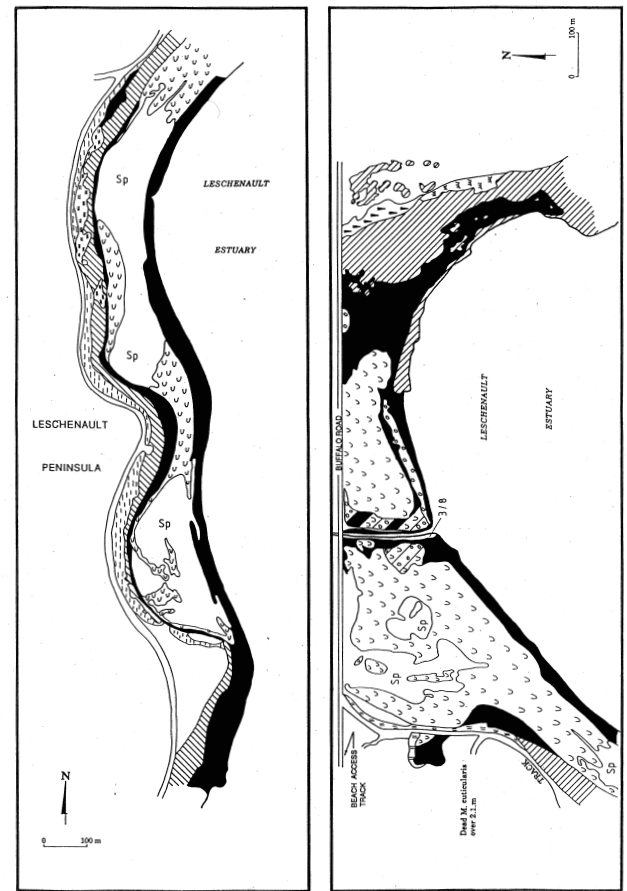 Sp
LESCHENAULT
ESTUARY
Sp
LESCHENAULT
PENINSULA
Sp
N
0 100 m
100 m
0
N
BUFFALO ROAD
LESCHENAULT
ESTUARY
3/8
Sp
Sp
BEACH ACCESS
TRACK
Dead M. cuticularis
over 2.1.m
TRACK
Sp